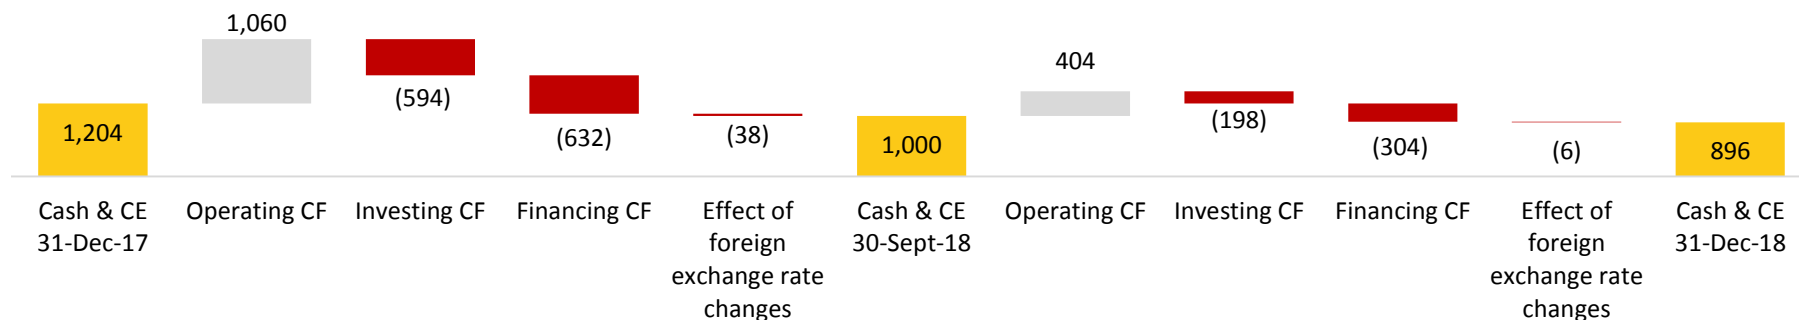 1,060
404
(594)
(198)
1,204
(632)
(38)
1,000
(304)
(6)
896
Cash & CE
31-Dec-17
Operating CF
Investing CF
Financing CF
Effect of
foreign
exchange rate
changes
Cash & CE
30-Sept-18
Operating CF
Investing CF
Financing CF
Effect of
foreign
exchange rate
changes
Cash & CE
31-Dec-18